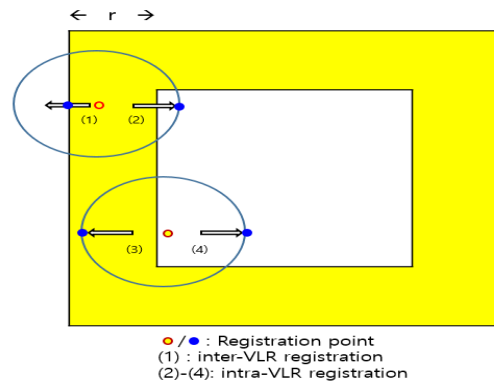 r
(1) (2)
(3) (4)
/ : Registration point
(1) : inter-VLR registration
(2)-(4): intra-VLR registration